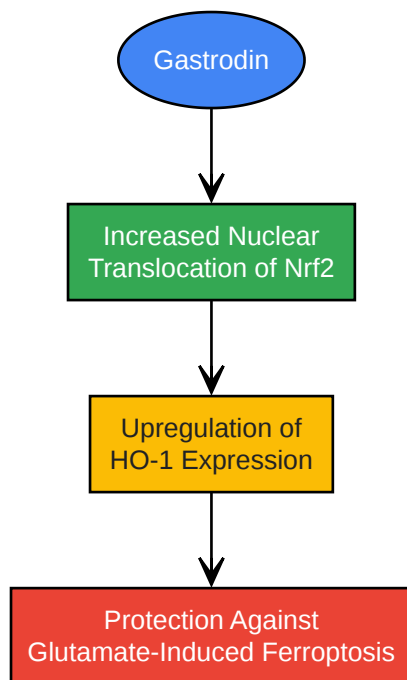 Gastrodin
Increased Nuclear
Translocation of Nrf2
Upregulation of
HO-1 Expression
Protection Against
Glutamate-Induced Ferroptosis